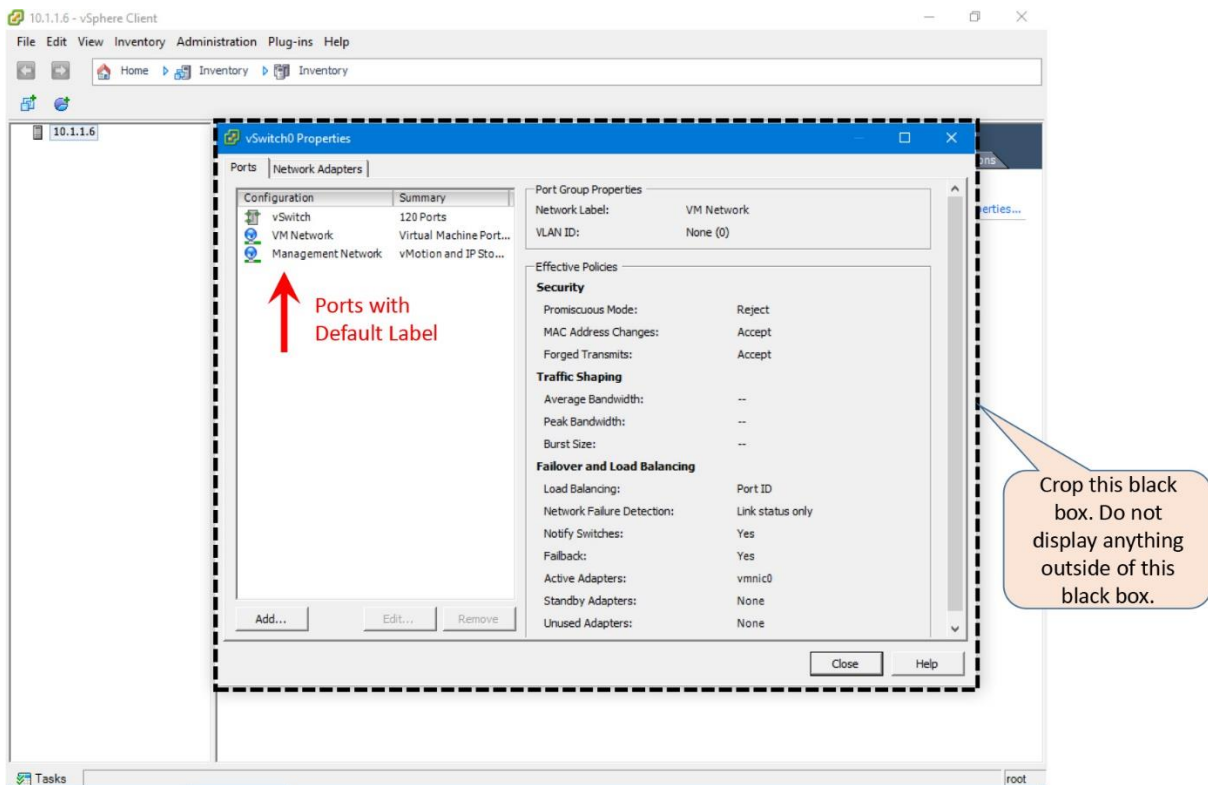 10.1.1.6 - vSphere Client
File Edit View Inventory Administration Plug-ins Help
Home Inventory Inventory
10.1.1.6
vSwitch0 Properties
Ports Network Adapters
Configuration Summary
vSwitch 120 Ports
VM Network Virtual Machine Port...
Management Network vMotion and IP Sto...
Ports with
Default Label
Add... Edit... Remove
Port Group Properties
Network Label: VM Network
VLAN ID: None (0)
Effective Policies
Security
Promiscuous Mode: Reject
MAC Address Changes: Accept
Forged Transmits: Accept
Traffic Shaping
Average Bandwidth: --
Peak Bandwidth: --
Burst Size: --
Failover and Load Balancing
Load Balancing: Port ID
Network Failure Detection: Link status only
Notify Switches: Yes
Failback: Yes
Active Adapters: vmnic0
Standby Adapters: None
Unused Adapters: None
Close Help
ons
erties...
Crop this black
box. Do not
display anything
outside of this
black box.
Tasks
root